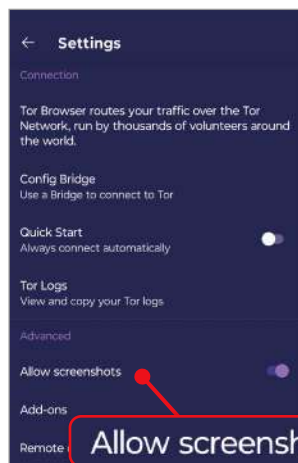 Settings
Connection
Tor Browser routes your traffic over the Tor
Network, run by thousands of volunteers around
the world.
Config Bridge
Use a Bridge to connect to Tor
Quick Start
Always connect automatically
Tor Logs
View and copy your Tor logs
Advanced
Allow screenshots
Add-ons
Remote
Allow